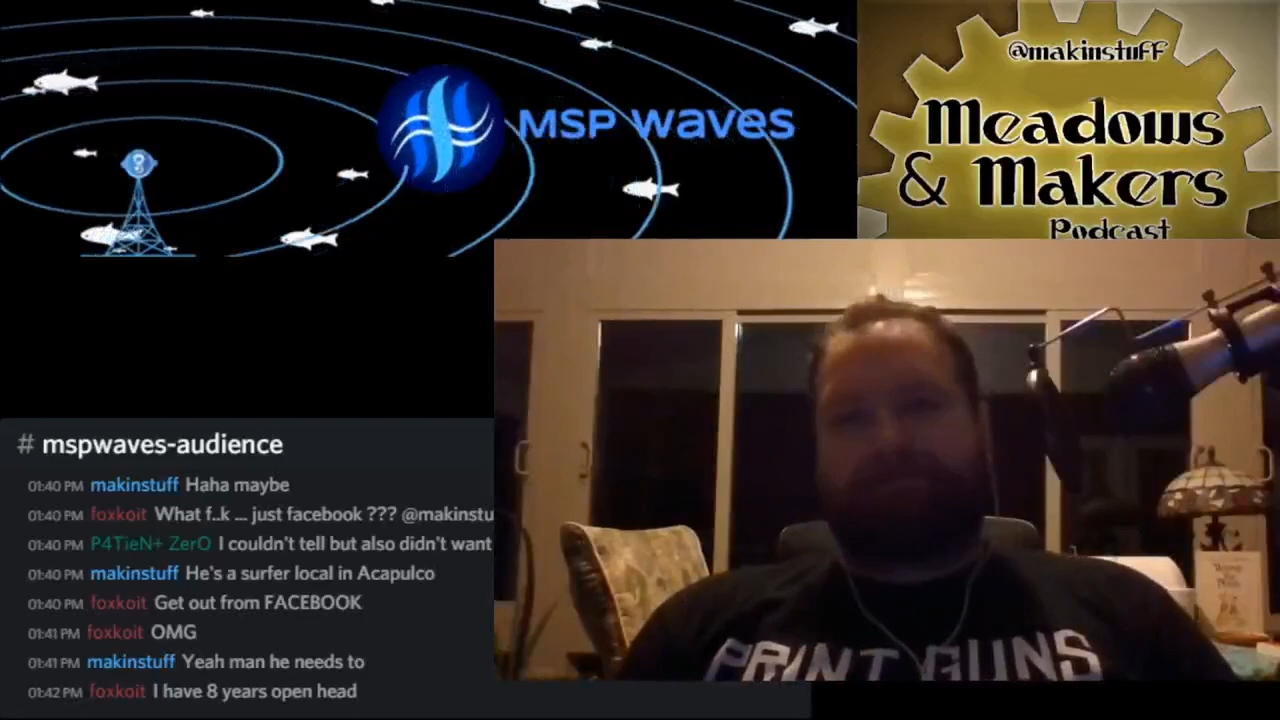 MSP WAVES
@makinstuff
Meadows
& Makers
Podcast
# mspwaves-audience
01:40 PM makinstuff Haha maybe
01:40 PM foxkoit What f..k ... just facebook ??? @makinstu
01:40 PM P4TieN+ ZerO I couldn't tell but also didn't want
01:40 PM makinstuff He's a surfer local in Acapulco
01:40 PM foxkoit Get out from FACEBOOK
01:41 PM foxkoit OMG
01:41 PM makinstuff Yeah man he needs to
01:42 PM foxkoit I have 8 years open head
PRINT GUNS